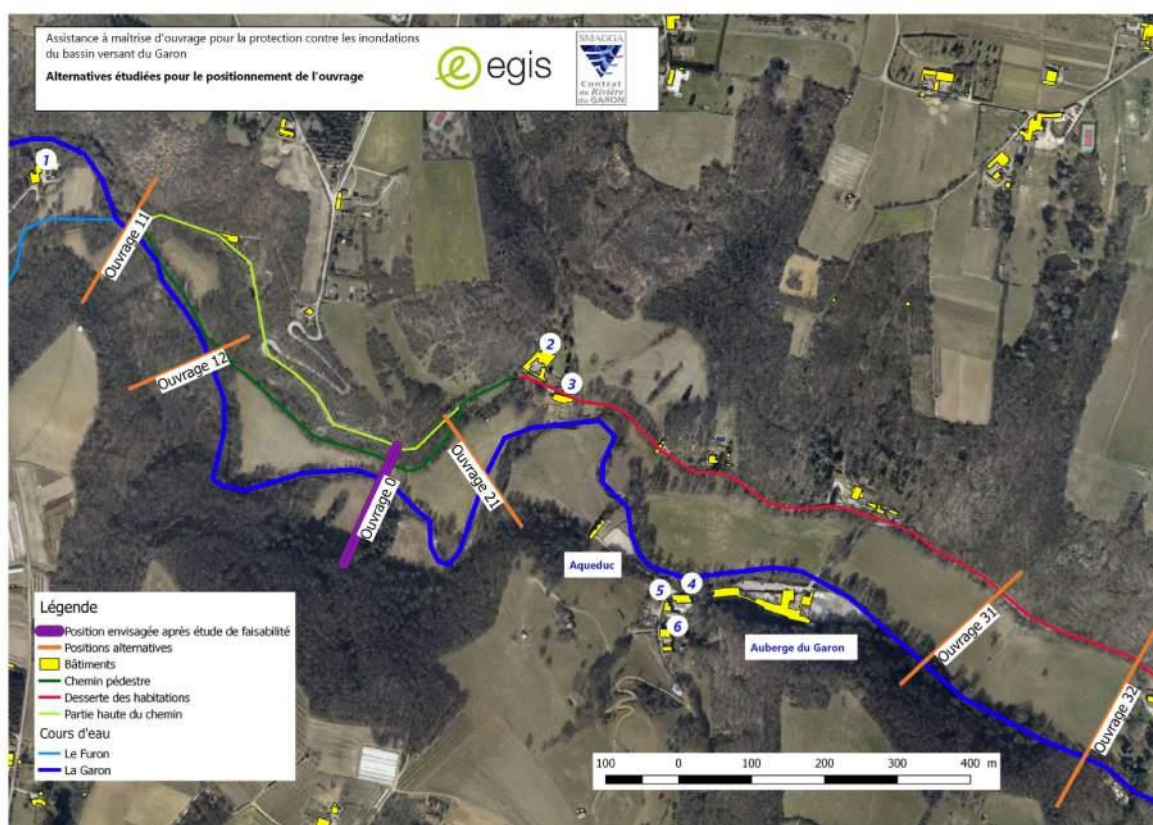 Assistance à maîtrise d'ouvrage pour la protection contre les inondations
du bassin versant du Garon
Alternatives étudiées pour le positionnement de l'ouvrage
egis
SMAGGA
Contrat
de Rivière
du GARON
1
Ouvrage 11
Ouvrage 12
2
3
Ouvrage 0
Ouvrage 21
Aqueduc
5
4
6
Auberge du Garon
Ouvrage 31
Ouvrage 32
Légende
Position envisagée après étude de faisabilité
Positions alternatives
Bâtiments
Chemin pédestre
Desserte des habitations
Partie haute du chemin
Cours d'eau
Le Furon
La Garon
100 0 100 200 300 400 m